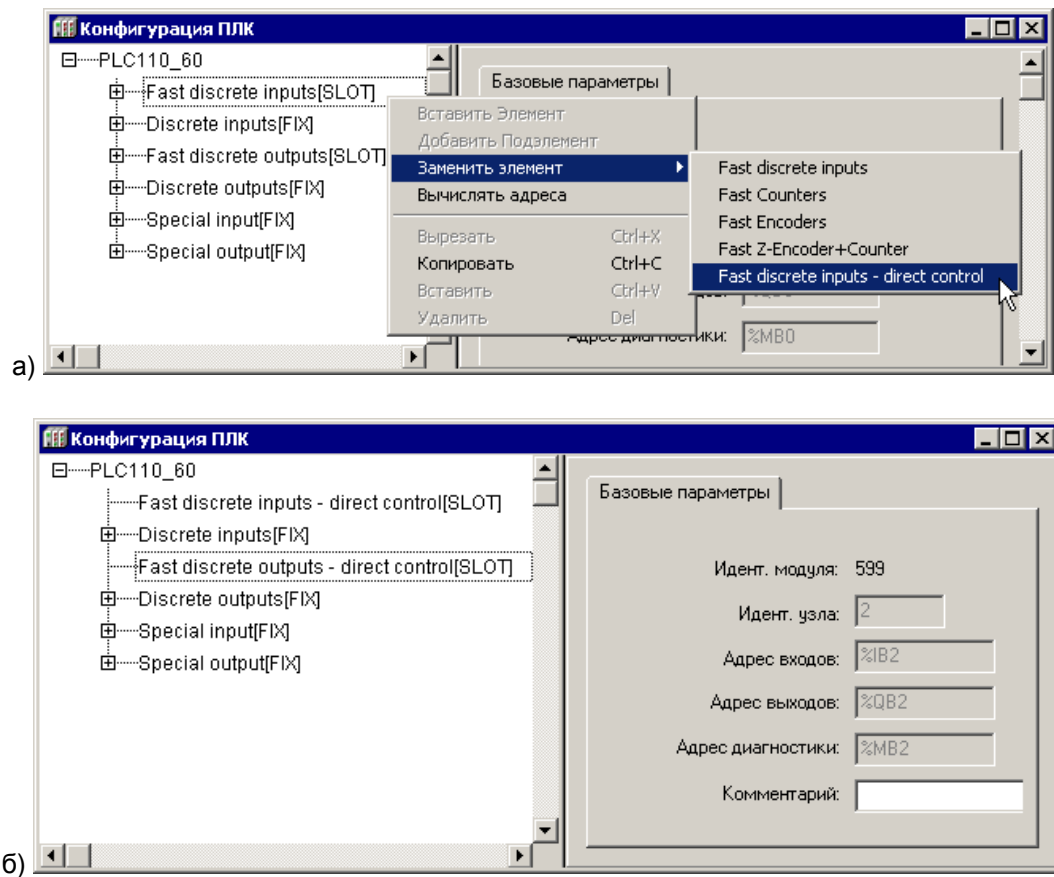 Конфигурация ПЛК
PLC110_60
Fast discrete inputs[SLOT]
Discrete inputs[FIX]
Fast discrete outputs[SLOT]
Discrete outputs[FIX]
Special input[FIX]
Special output[FIX]
Базовые параметры
Вставить Элемент
Добавить Подэлемент
Заменить элемент
Вычислять адреса
Вырезать Ctrl+X
Копировать Ctrl+C
Вставить Ctrl+V
Удалить Del
Fast discrete inputs
Fast Counters
Fast Encoders
Fast Z-Encoder+Counter
Fast discrete inputs - direct control
Адрес диагностики: %MB0
а)
Конфигурация ПЛК
PLC110_60
Fast discrete inputs - direct control[SLOT]
Discrete inputs[FIX]
Fast discrete outputs - direct control[SLOT]
Discrete outputs[FIX]
Special input[FIX]
Special output[FIX]
Базовые параметры
Идент. модуля: 599
Идент. узла: 2
Адрес входов: %IB2
Адрес выходов: %QB2
Адрес диагностики: %MB2
Комментарий:
б)